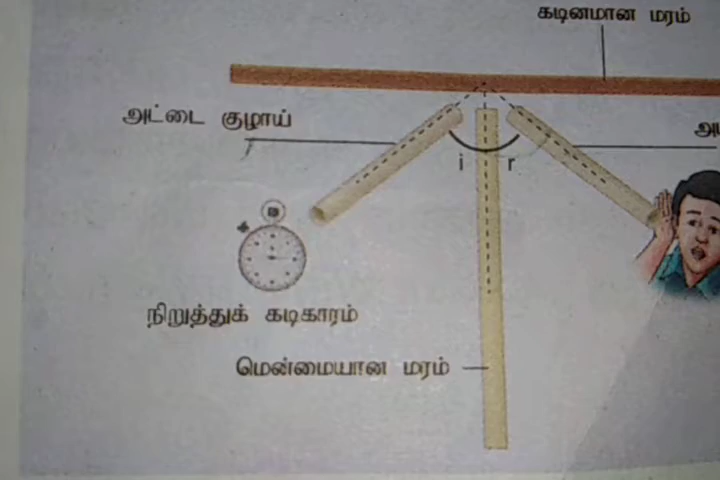 கடினமான மரம்
அட்டை குழாய்
i r
நிறுத்துக் கடிகாரம்
மென்மையான மரம்